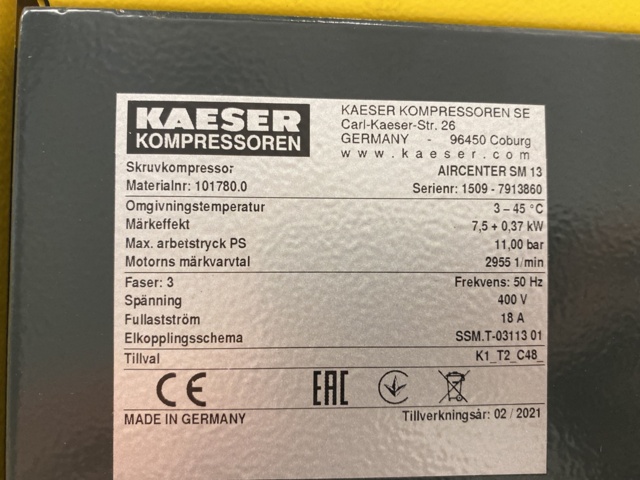 KAESER
KOMPRESSOREN
KAESER KOMPRESSOREN SE
Carl-Kaeser-Str. 26
GERMANY - 96450 Coburg
www.kaeser.com
Skruvkompressor AIRCENTER SM 13
Materialnr: 101780.0 Serienr: 1509 - 7913860
Omgivningstemperatur 3 – 45 °C
Märkeffekt 7,5 + 0,37 kW
Max. arbetstryck PS 11,00 bar
Motorns märkvarvtal 2955 1/min
Faser: 3 Frekvens: 50 Hz
Spänning 400 V
Fullastström 18 A
Elkopplingsschema SSM.T-03113 01
Tillval K1_T2_C48_
CE EAC
MADE IN GERMANY Tillverkningsår: 02 / 2021